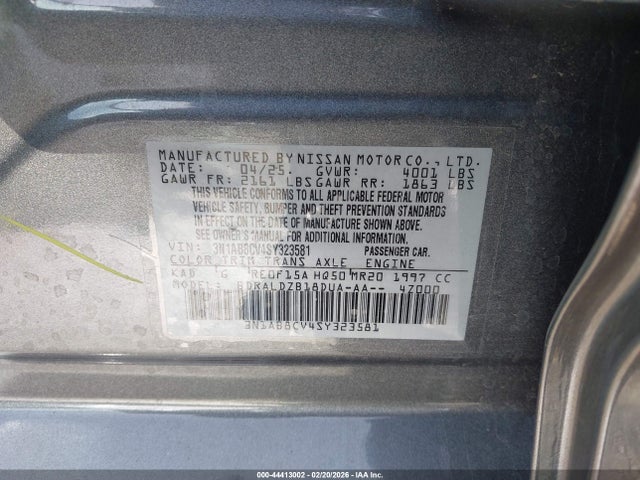 MANUFACTURED BY NISSAN MOTOR CO., LTD.
DATE: 04/25. GVWR: 4001 LBS
GAWR FR: 2161 LBS GAWR RR: 1863 LBS
THIS VEHICLE CONFORMS TO ALL APPLICABLE FEDERAL MOTOR
VEHICLE SAFETY, BUMPER AND THEFT PREVENTION STANDARDS
IN EFFECT ON THE DATE OF MANUFACTURE SHOWN ABOVE.
SEE OWNER'S MANUAL FOR ADDITIONAL INFORMATION.
VIN: 3N1AB8CV4SY323581 PASSENGER CAR.
COLOR TRIM TRANS AXLE ENGINE
KAD G RE0F15A HQ50 MR20 1997 CC
MODEL: BDRALDZB18DUA-AA-- 47000
3N1AB8CV4SY323581
000-44413002 02/20/2026 - © COPYRIGHT IAA